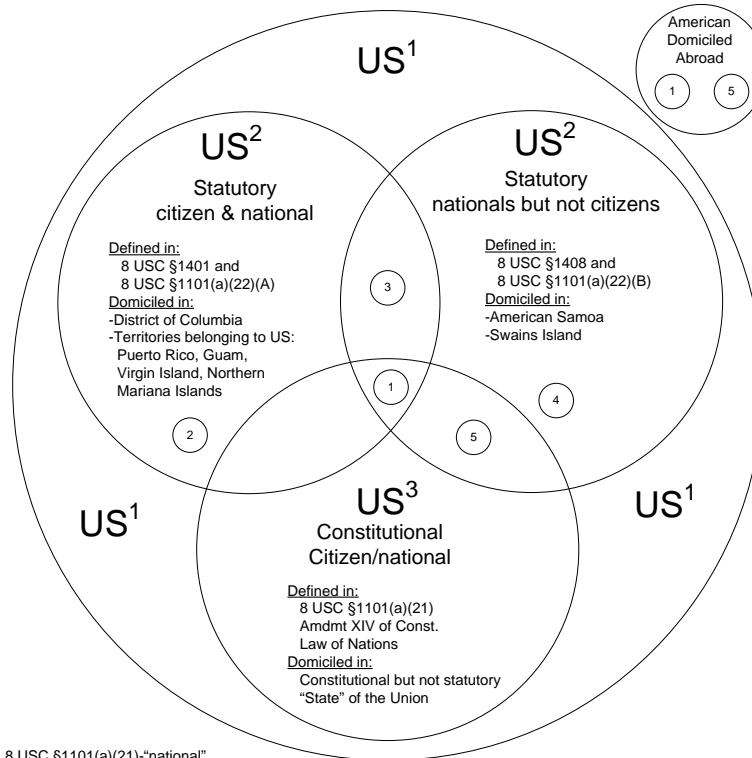 US1
American
Domiciled
Abroad
1 5
US2
Statutory
citizen & national
Defined in:
8 USC §1401 and
8 USC §1101(a)(22)(A)
Domiciled in:
-District of Columbia
-Territories belonging to US:
Puerto Rico, Guam,
Virgin Island, Northern
Mariana Islands
2
US2
Statutory
nationals but not citizens
Defined in:
8 USC §1408 and
8 USC §1101(a)(22)(B)
Domiciled in:
-American Samoa
-Swains Island
3
1
4
5
US1
US3
Constitutional
Citizen/national
Defined in:
8 USC §1101(a)(21)
Amdmt XIV of Const.
Law of Nations
Domiciled in:
Constitutional but not statutory
“State” of the Union
US1
8 USC §1101(a)(21)-“national”